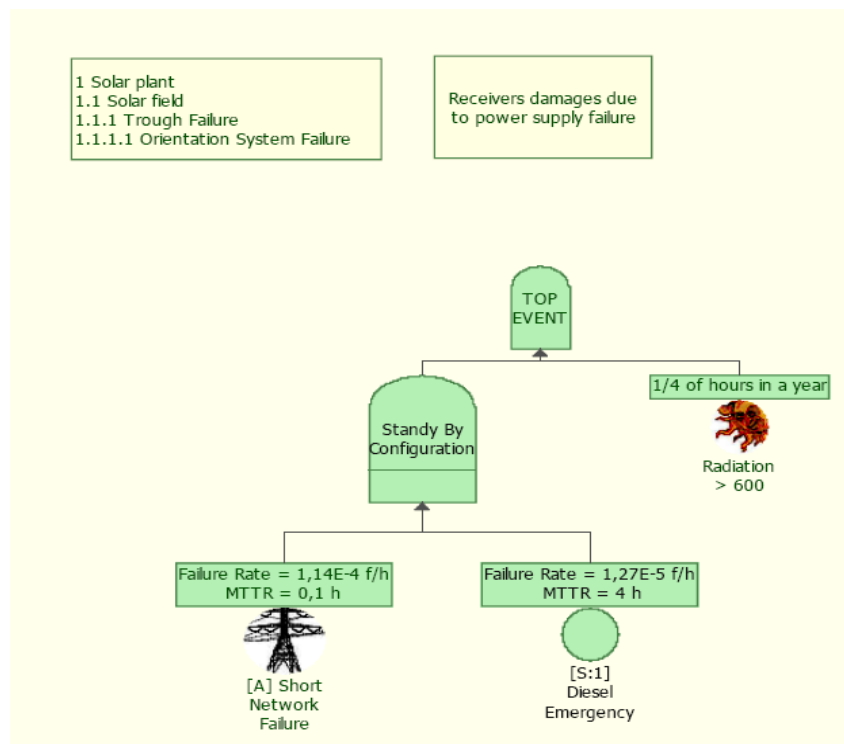 1 Solar plant
1.1 Solar field
1.1.1 Trough Failure
1.1.1.1 Orientation System Failure
Receivers damages due
to power supply failure
TOP
EVENT
1/4 of hours in a year
Radiation
> 600
Standy By
Configuration
Failure Rate = 1,14E-4 f/h
MTTR = 0,1 h
[A] Short
Network
Failure
Failure Rate = 1,27E-5 f/h
MTTR = 4 h
[S:1]
Diesel
Emergency